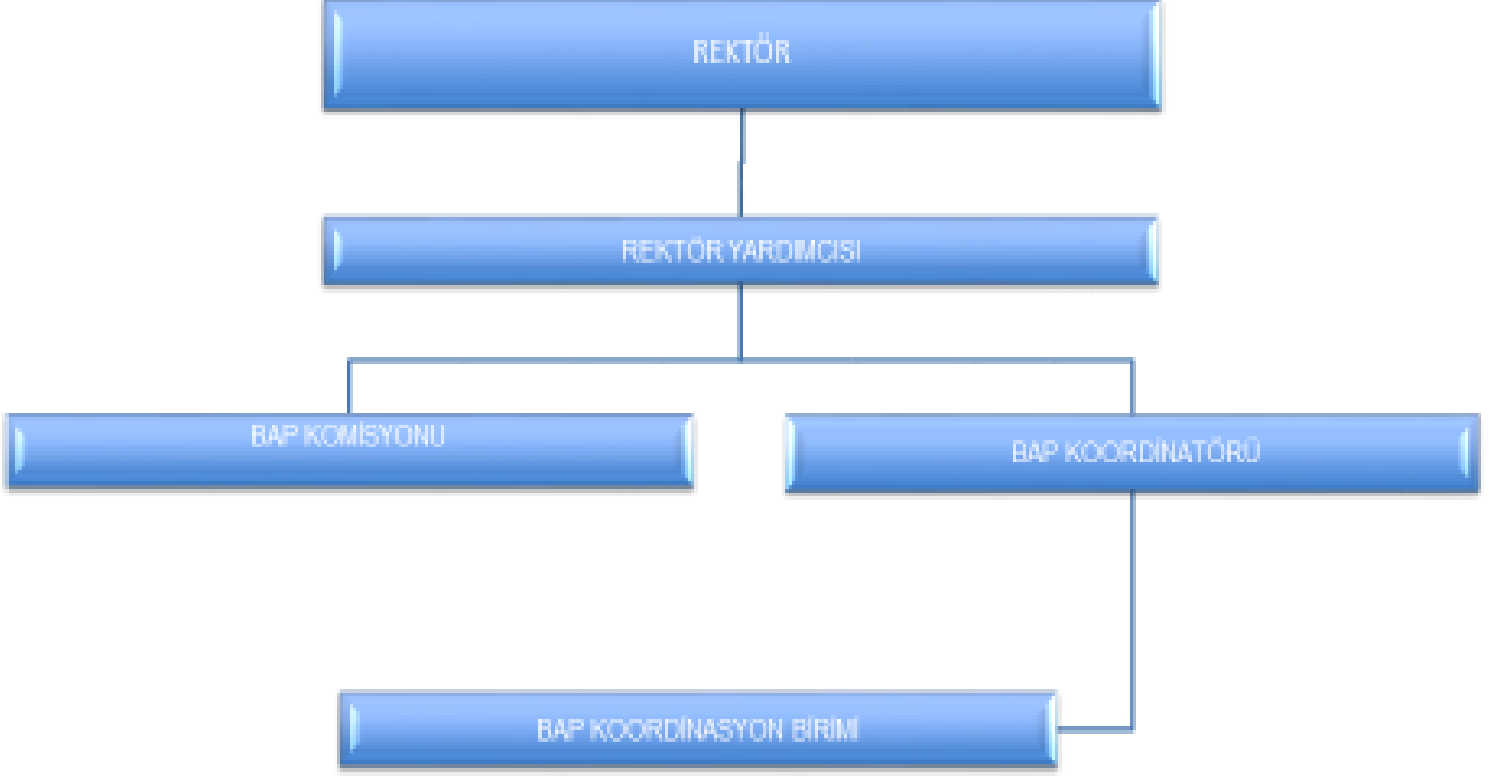 REKTÖR
REKTÖR YARDIMCISI
BAP KOMİSYONU
BAP KOORDİNATÖRÜ
BAP KOORDİNASYON BİRİMİ